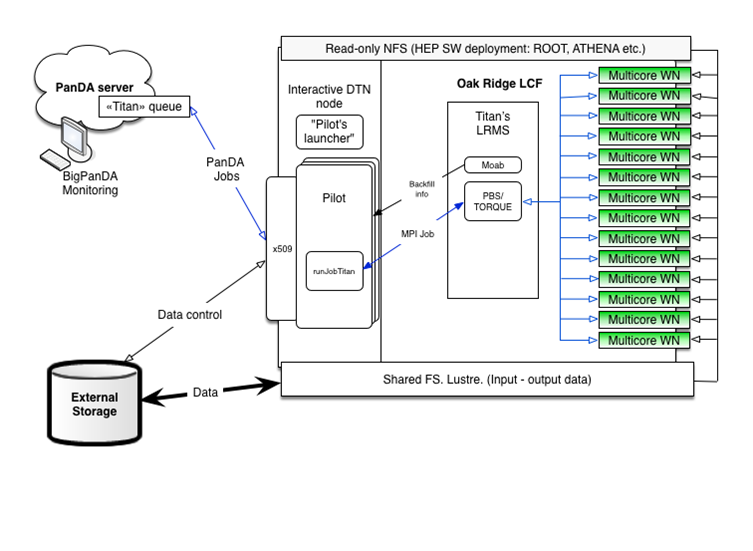 Read-only NFS (HEP SW deployment: ROOT, ATHENA etc.)
PanDA server
«Titan» queue
BigPanDA
Monitoring
PanDA
Jobs
Interactive DTN
node
"Pilot's
launcher"
Pilot
x509
runJobTitan
Backfill
info
MPI Job
Oak Ridge LCF
Titan's
LRMS
Moab
PBS/
TORQUE
Multicore WN
Multicore WN
Multicore WN
Multicore WN
Multicore WN
Multicore WN
Multicore WN
Multicore WN
Multicore WN
Multicore WN
Multicore WN
Multicore WN
Multicore WN
Multicore WN
Data control
External
Storage
Data
Shared FS. Lustre. (Input - output data)